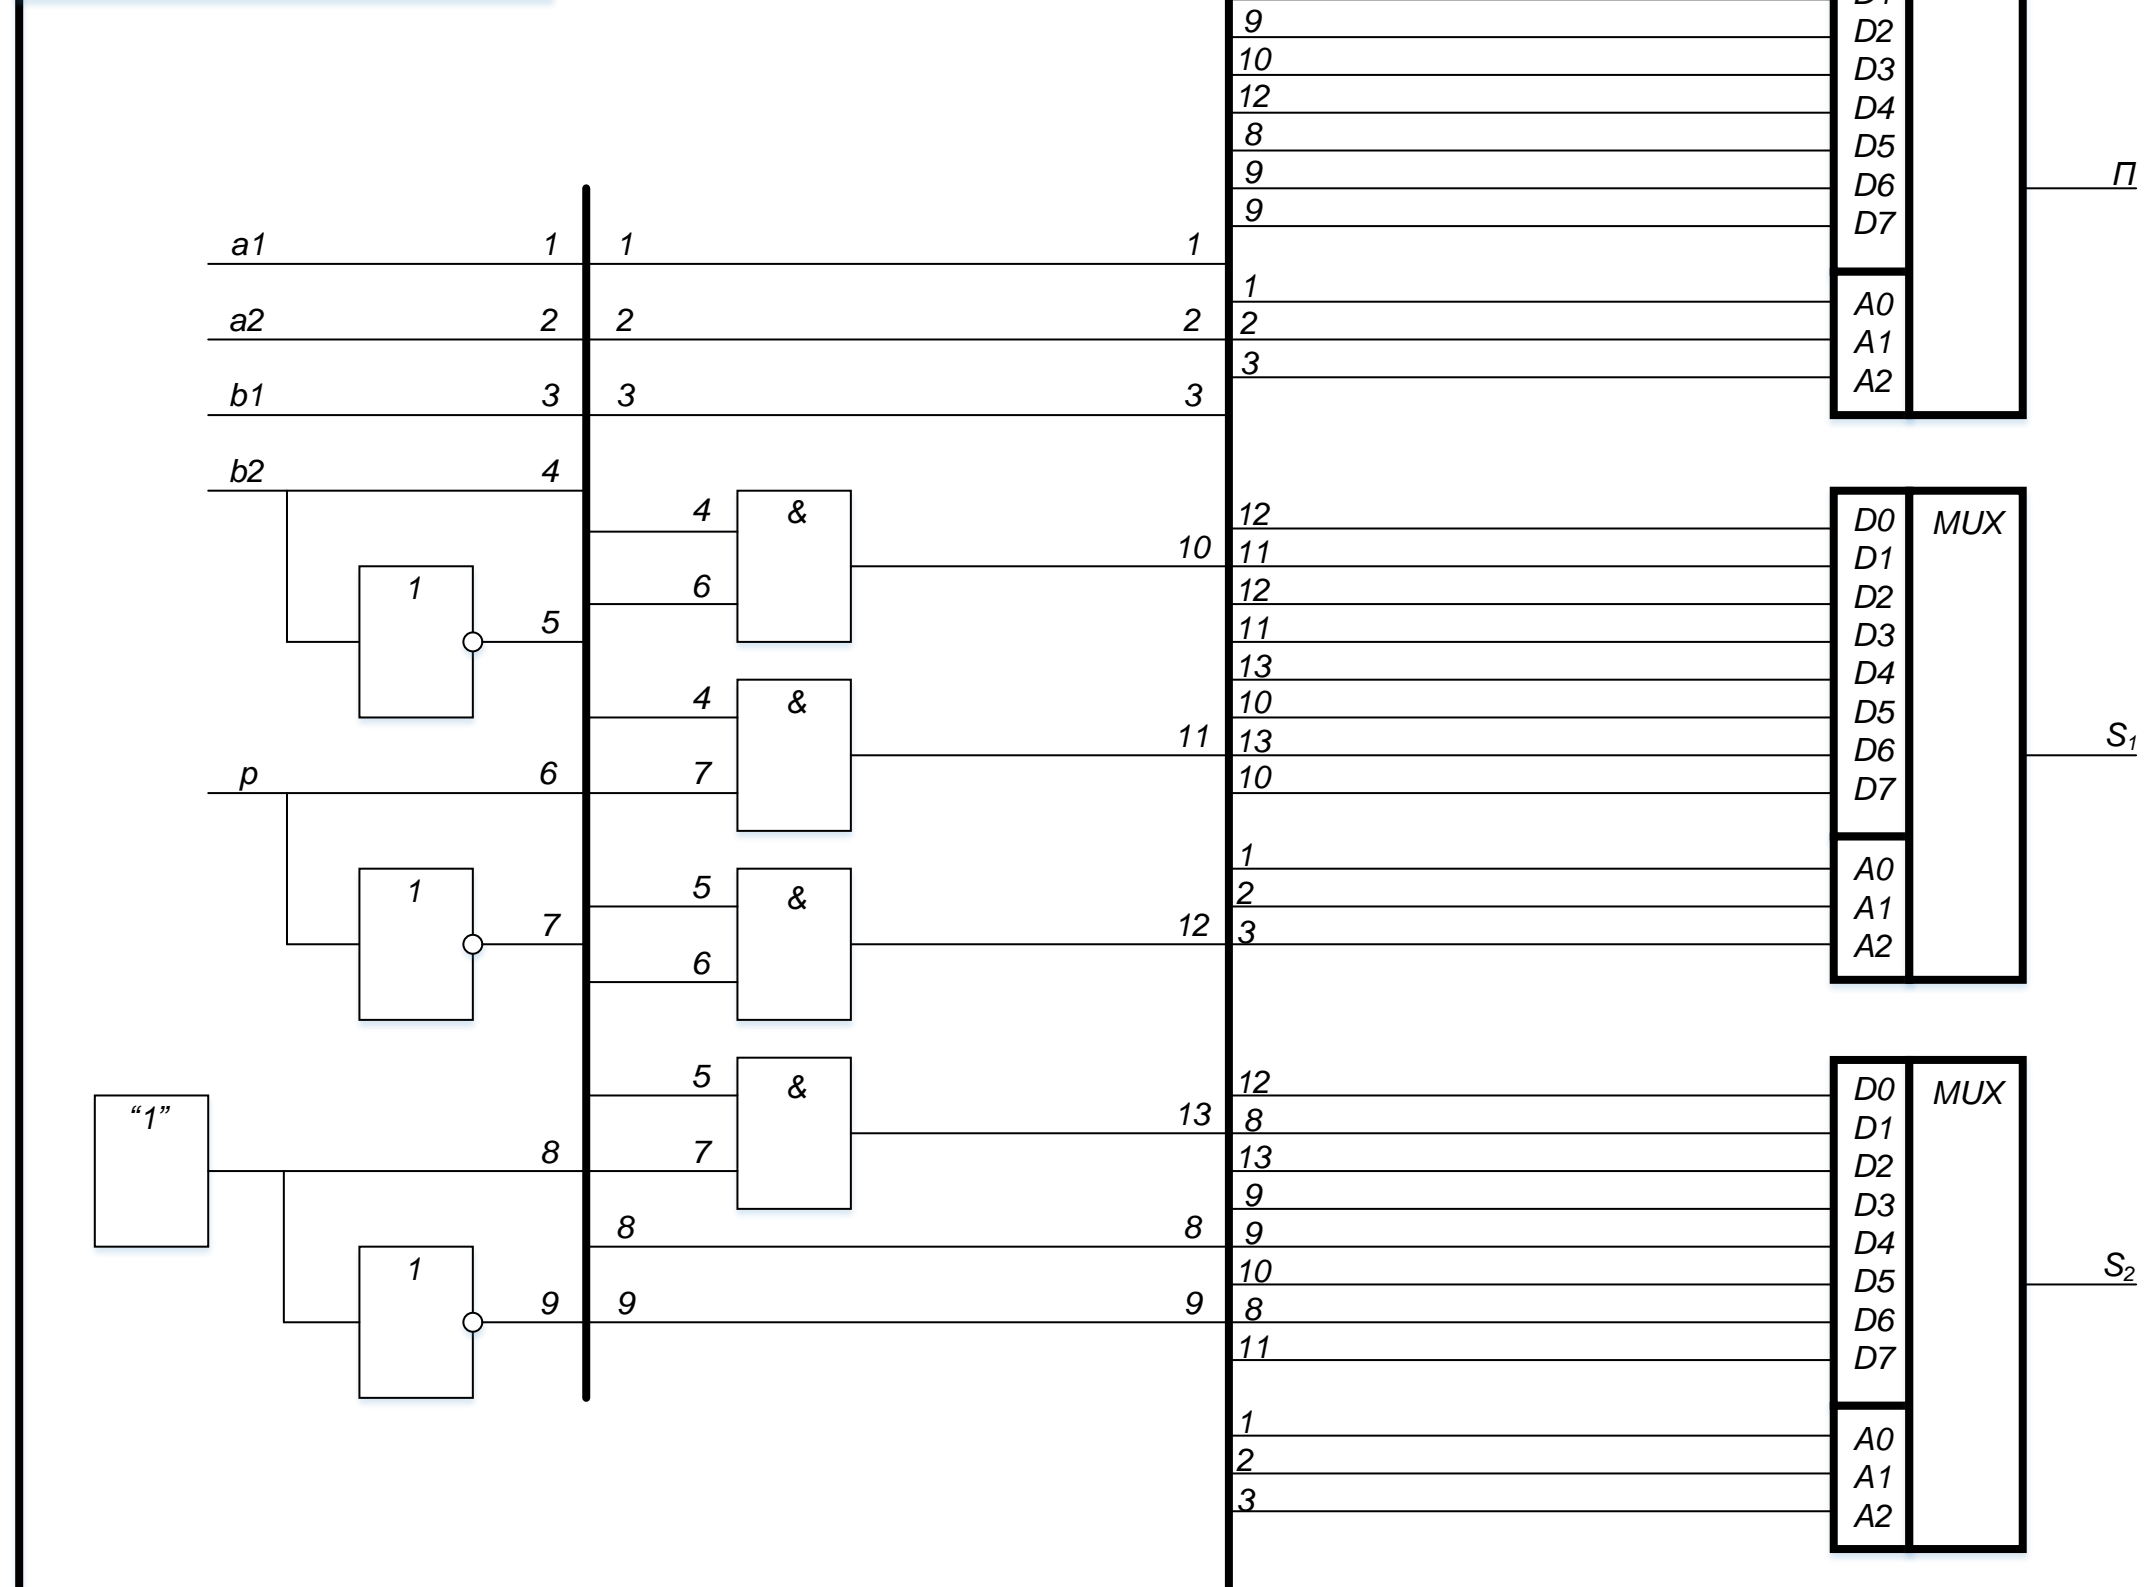 D1
9 D2
10 D3
12 D4
8 D5
9 D6
9 D7
П
a1 1 1 1
1 A0
a2 2 2 2
2 A1
3 A2
b1 3 3 3
b2 4
4 &
6
10
1
5
12 D0 MUX
11 D1
12 D2
11 D3
13 D4
10 D5
13 D6
10 D7
S1
4 &
7
11
p 6
1
7
1 A0
2 A1
3 A2
5 &
6
12
5 &
7
13
"1"
8
8 8
1
9 9 9
12 D0 MUX
8 D1
13 D2
9 D3
9 D4
10 D5
8 D6
11 D7
S2
1 A0
2 A1
3 A2